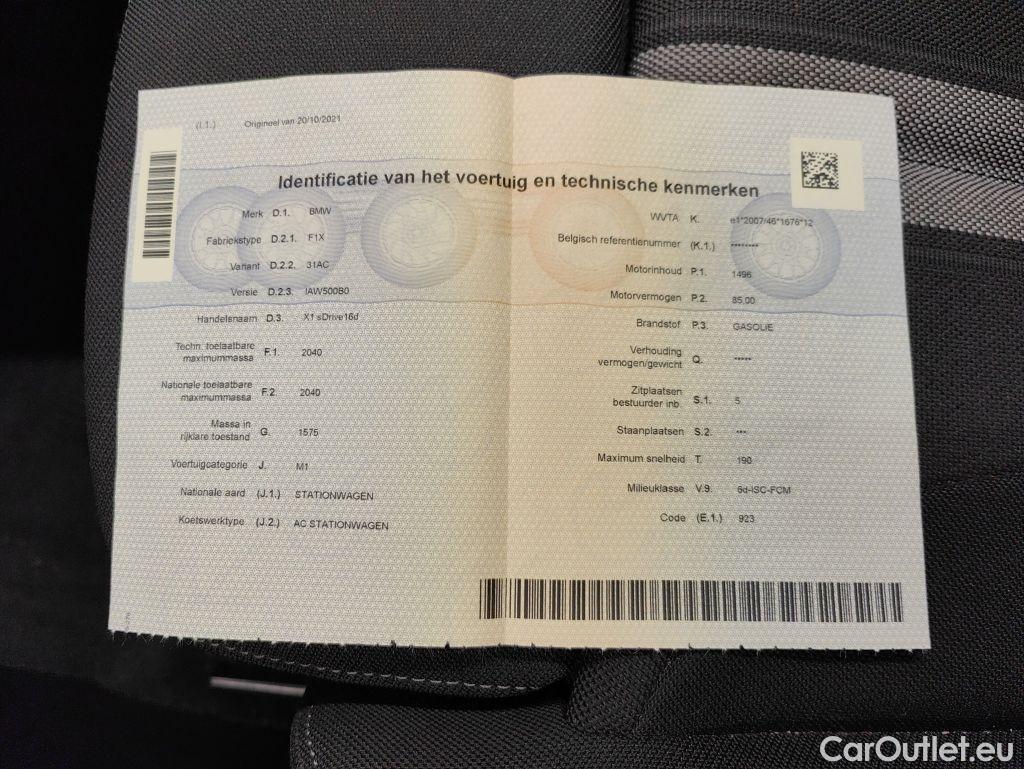 (I.1.) Origineel van 20/10/2021
Identificatie van het voertuig en technische kenmerken
Merk D.1. BMW
Fabriekstype D.2.1. F1X
Variant D.2.2. 31AC
Versie D.2.3. IAW500B0
Handelsnaam D.3. X1 sDrive16d
Techn. toelaatbare
maximummassa F.1. 2040
Nationale toelaatbare
maximummassa F.2. 2040
Massa in
rijklare toestand G. 1575
Voertuigcategorie J. M1
Nationale aard (J.1.) STATIONWAGEN
Koetswerktype (J.2.) AC STATIONWAGEN
WVTA K. e1*2007/46*1676*12
Belgisch referentienummer (K.1.) ********
Motorinhoud P.1. 1496
Motorvermogen P.2. 85.00
Brandstof P.3. GASOLIE
Verhouding
vermogen/gewicht Q. *****
Zitplaatsen
bestuurder inb. S.1. 5
Staanplaatsen S.2. ***
Maximum snelheid T. 190
Milieuklasse V.9. 6d-ISC-FCM
Code (E.1.) 923
CarOutlet.eu